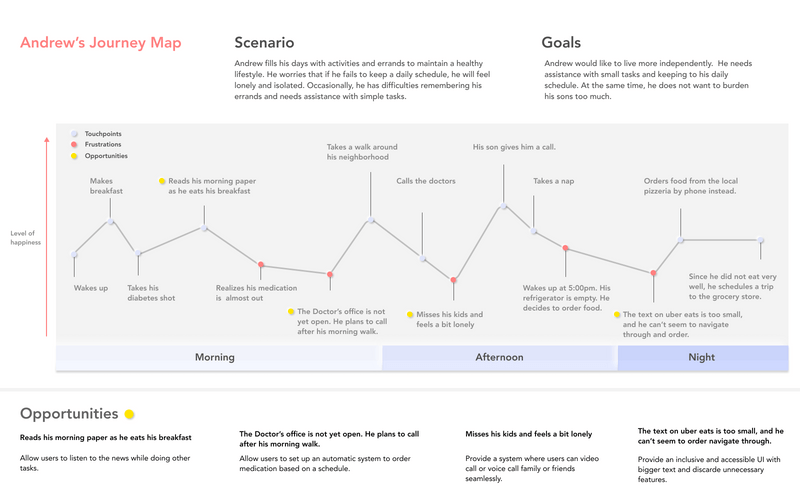 Andrew's Journey Map
Scenario
Andrew fills his days with activities and errands to maintain a healthy
lifestyle. He worries that if he fails to keep a daily schedule, he will feel
lonely and isolated. Occasionally, he has difficulties remembering his
errands and needs assistance with simple tasks.
Goals
Andrew would like to live more independently. He needs
assistance with small tasks and keeping to his daily
schedule. At the same time, he does not want to burden
his sons too much.
Touchpoints
Frustrations
Opportunities
Level of
happiness
Wakes up
Makes
breakfast
Takes his
diabetes shot
Reads his morning paper
as he eats his breakfast
Realizes his medication
is almost out
The Doctor's office is not
yet open. He plans to call
after his morning walk.
Takes a walk around
his neighborhood
Calls the doctors
Misses his kids and
feels a bit lonely
His son gives him a call.
Takes a nap
Wakes up at 5:00pm. His
refrigerator is empty. He
decides to order food.
The text on uber eats is too small,
and he can't seem to navigate
through and order.
Orders food from the local
pizzeria by phone instead.
Since he did not eat very
well, he schedules a trip
to the grocery store.
Morning
Afternoon
Night
Opportunities
Reads his morning paper as he eats his breakfast
Allow users to listen to the news while doing other
tasks.
The Doctor's office is not yet open. He plans to call
after his morning walk.
Allow users to set up an automatic system to order
medication based on a schedule.
Misses his kids and feels a bit lonely
Provide a system where users can video
call or voice call family or friends
seamlessly.
The text on uber eats is too small, and he
can't seem to order navigate through.
Provide an inclusive and accessible UI with
bigger text and discarde unnecessary
features.